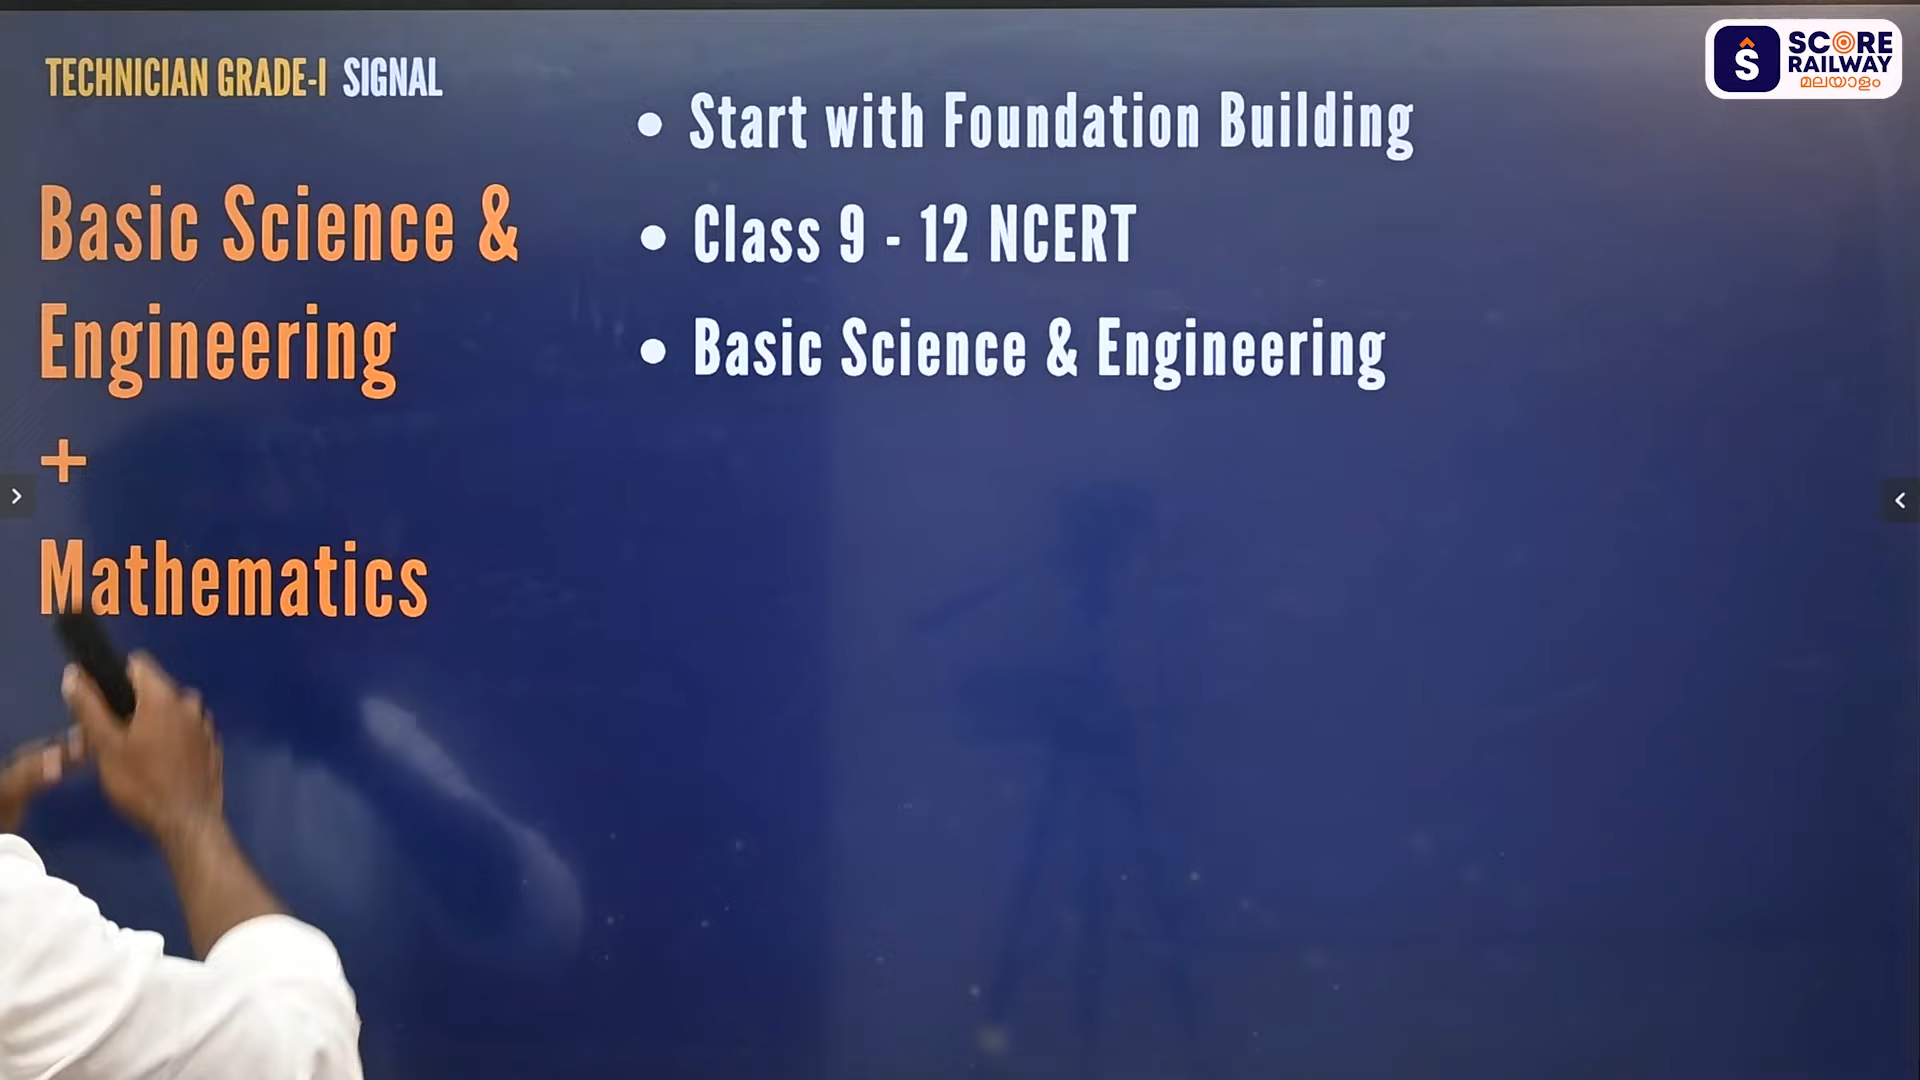 TECHNICIAN GRADE-I SIGNAL
Basic Science &
Engineering
+
Mathematics
• Start with Foundation Building
• Class 9 - 12 NCERT
• Basic Science & Engineering
S
SCORE
RAILWAY
മലയാളം